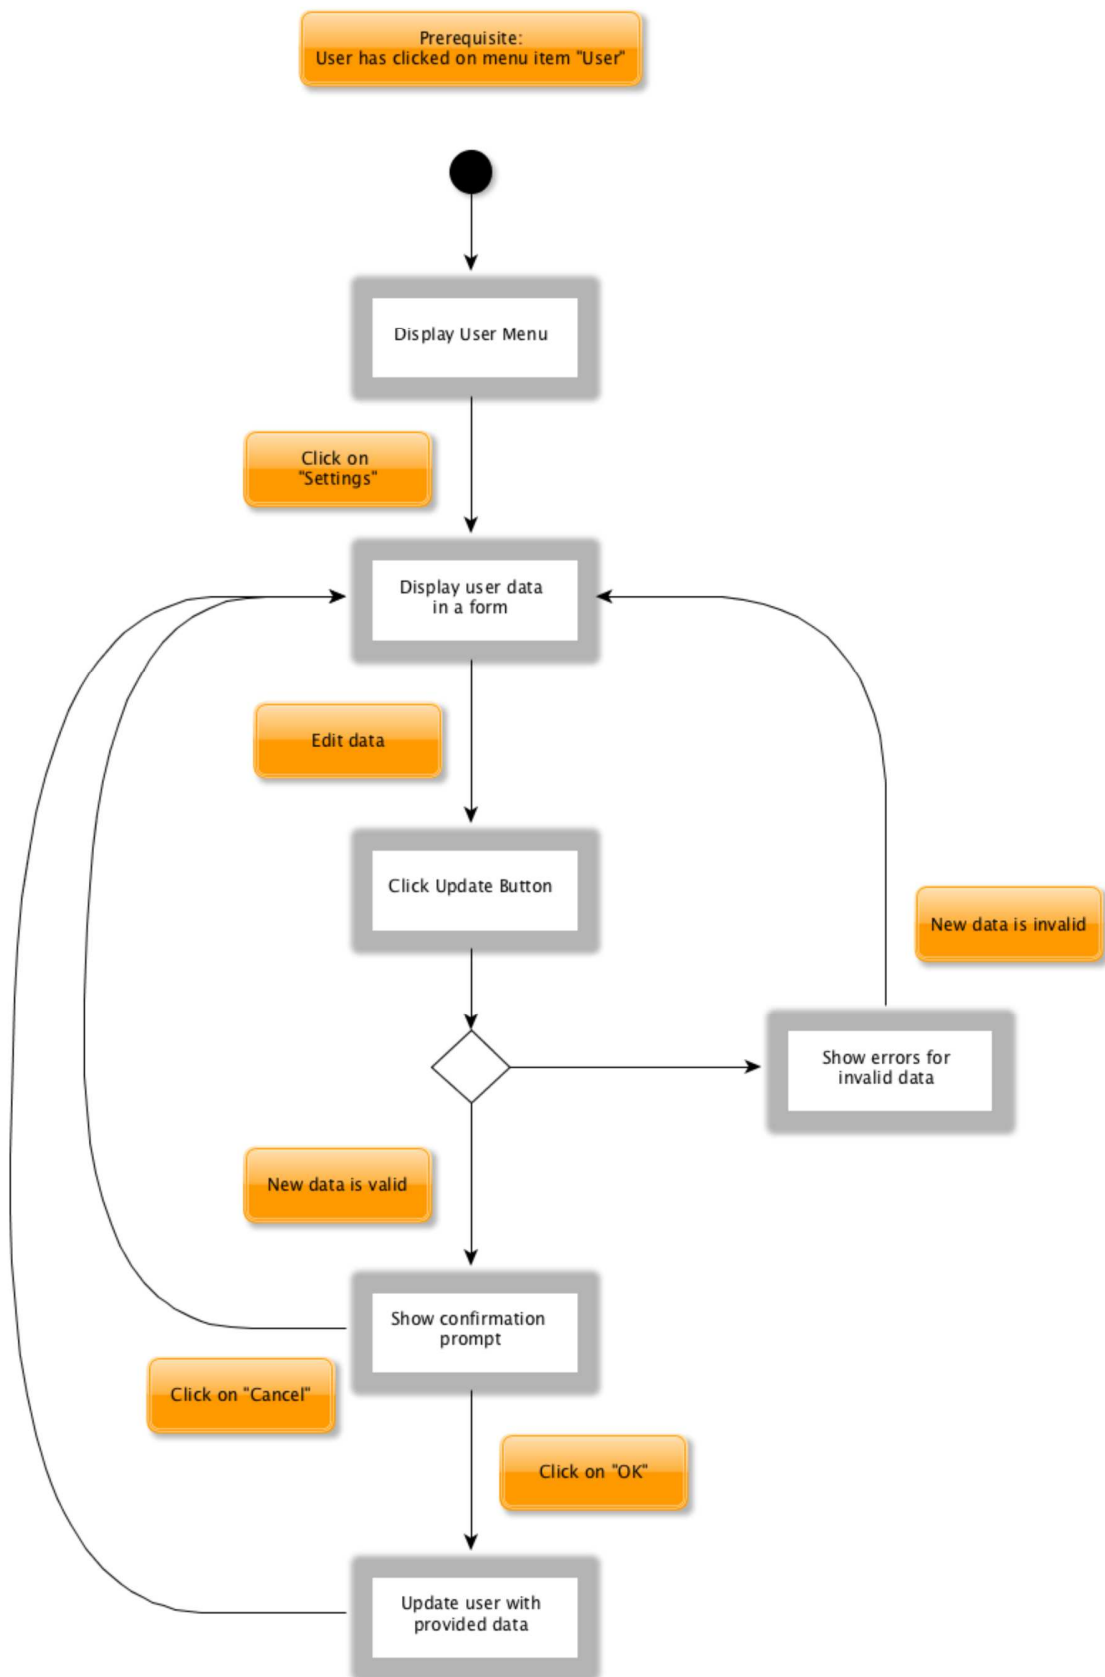 Prerequisite:
User has clicked on menu item "User"
Display User Menu
Click on
"Settings"
Display user data
in a form
Edit data
Click Update Button
New data is invalid
Show errors for
invalid data
New data is valid
Show confirmation
prompt
Click on "Cancel"
Click on "OK"
Update user with
provided data